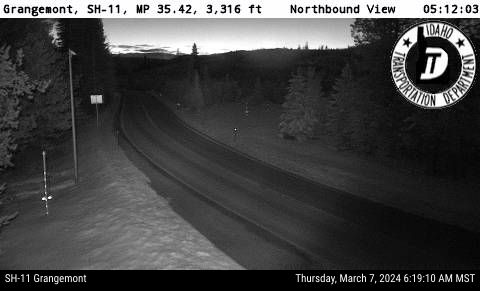 Grangemont, SH-11, MP 35.42, 3,316 ft Northbound View 05:12:03
IDAHO
TRANSPORTATION DEPARTMENT
SH-11 Grangemont Thursday, March 7, 2024 6:19:10 AM MST